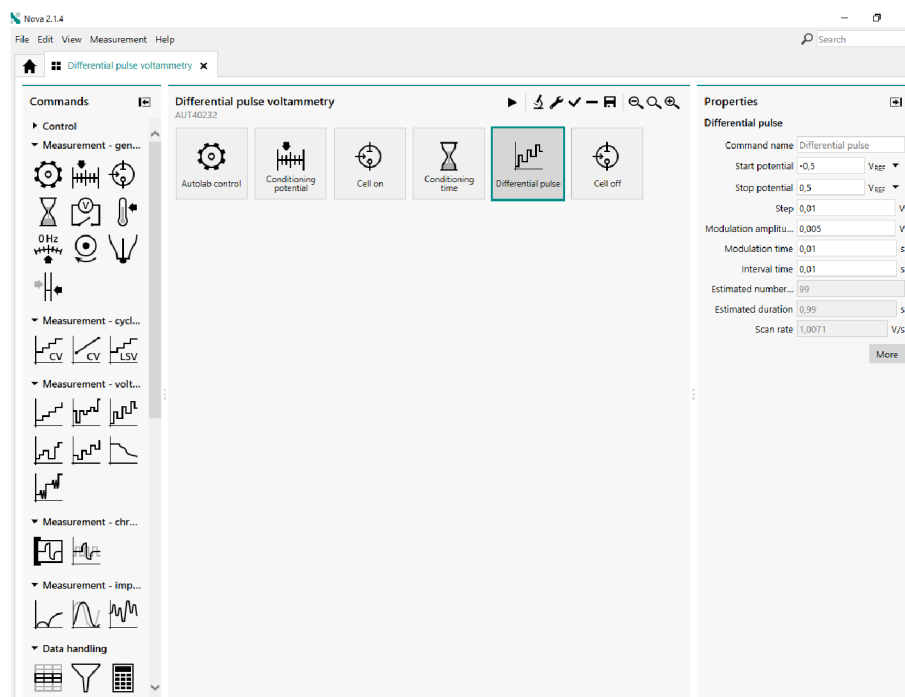 Nova 2.1.4
File Edit View Measurement Help
Search
Differential pulse voltammetry
Commands
Control
Measurement - gen...
0 Hz
Measurement - cycl...
CV CV LSV
Measurement - volt...
Measurement - chr...
Measurement - imp...
Data handling
Differential pulse voltammetry
AUT40232
Autolab control
Conditioning potential
Cell on
Conditioning time
Differential pulse
Cell off
Properties
Differential pulse
Command name Differential pulse
Start potential -0,5 VREF
Stop potential 0,5 VREF
Step 0,01 V
Modulation amplitu... 0,005 V
Modulation time 0,01 s
Interval time 0,01 s
Estimated number... 99
Estimated duration 0,99 s
Scan rate 1,0071 V/s
More